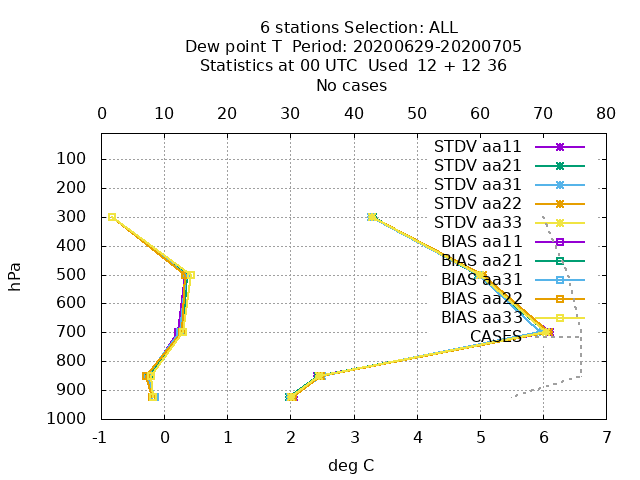 6 stations Selection: ALL
Dew point T  Period: 20200629-20200705
Statistics at 00 UTC  Used  12 + 12 36
No cases
0 10 20 30 40 50 60 70 80
100
200
300
400
500
600
700
800
900
1000
hPa
STDV aa11
STDV aa21
STDV aa31
STDV aa22
STDV aa33
BIAS aa11
BIAS aa21
BIAS aa31
BIAS aa22
BIAS aa33
CASES
-1 0 1 2 3 4 5 6 7
deg C